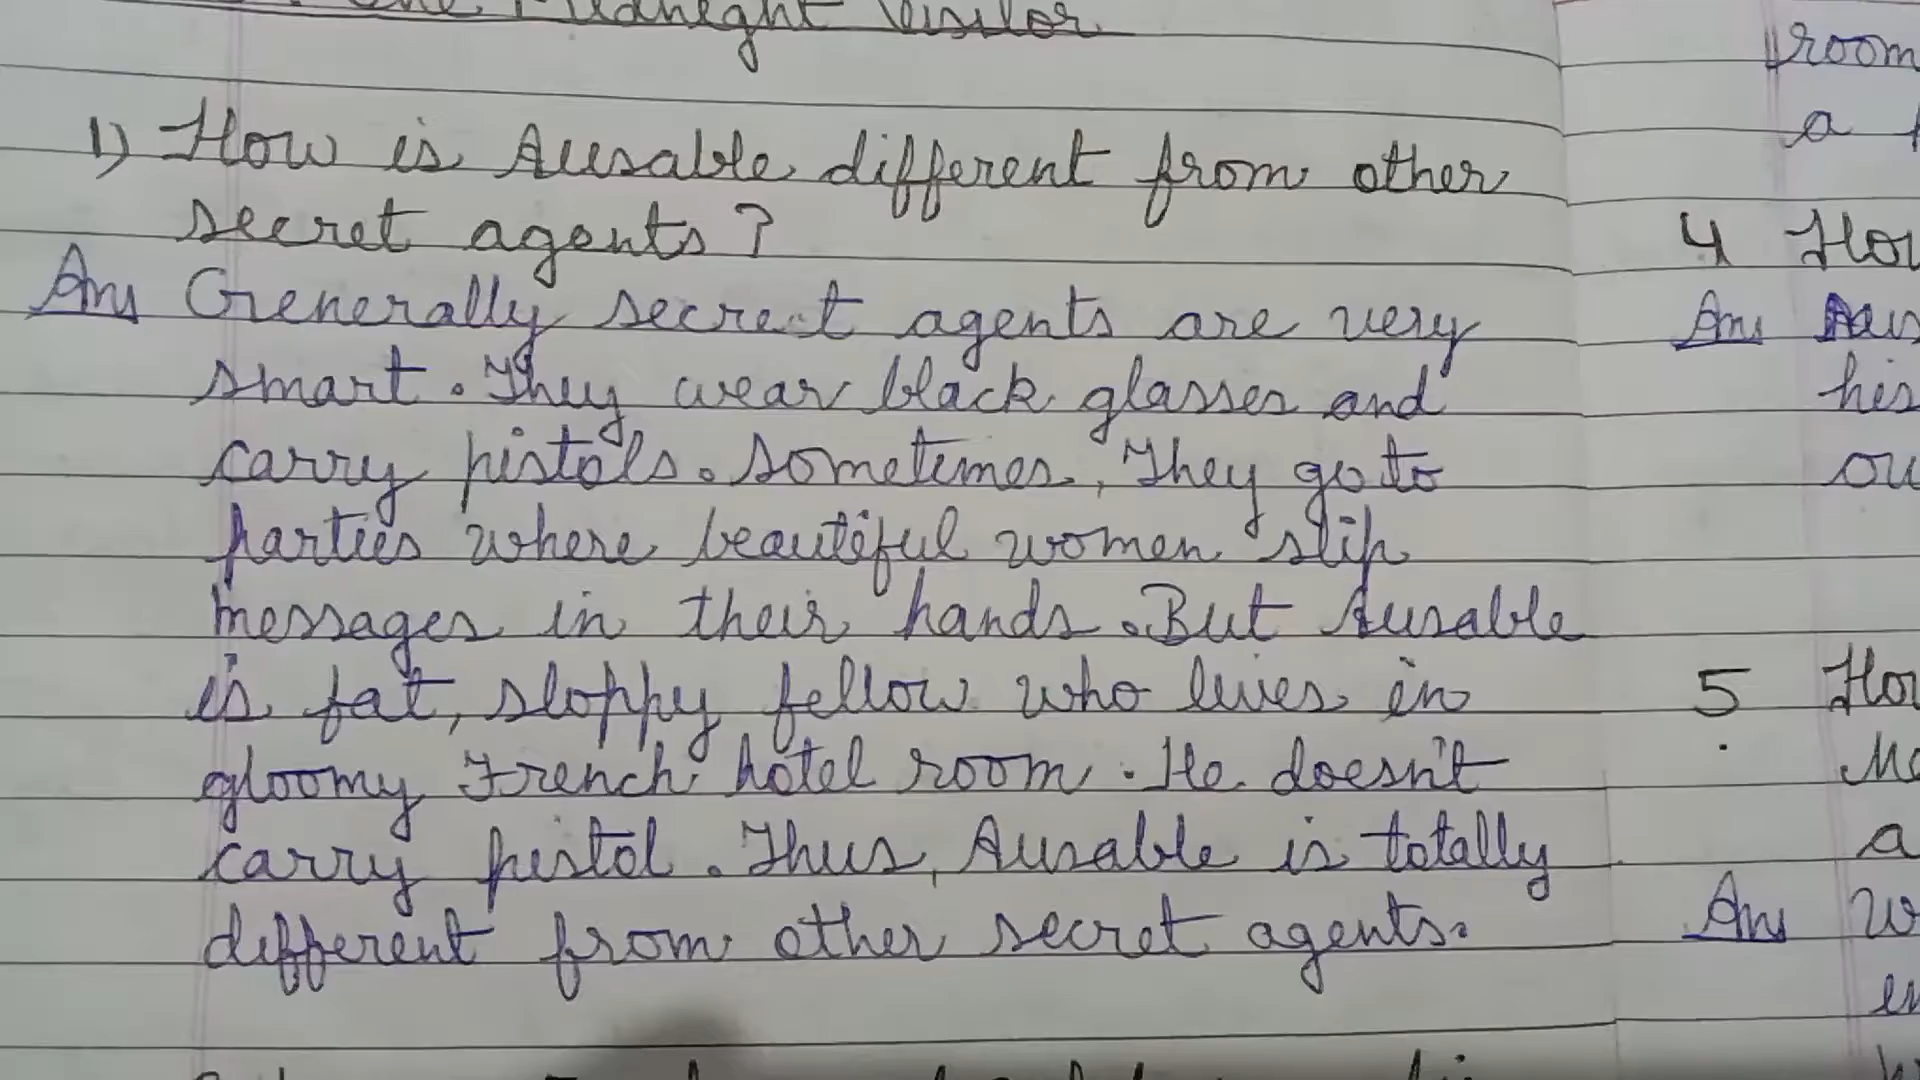 The Midnight Visitor
1) How is Ausable different from other
secret agents?
Ans Generally secret agents are very
smart. They wear black glasses and
carry pistols. Sometimes, They go to
parties where beautiful women slip
messages in their hands. But Ausable
is fat, sloppy fellow who lives in
gloomy French hotel room. He doesn't
carry pistol. Thus, Ausable is totally
different from other secret agents.
room
a
4
Ans
his
5
a
Ans